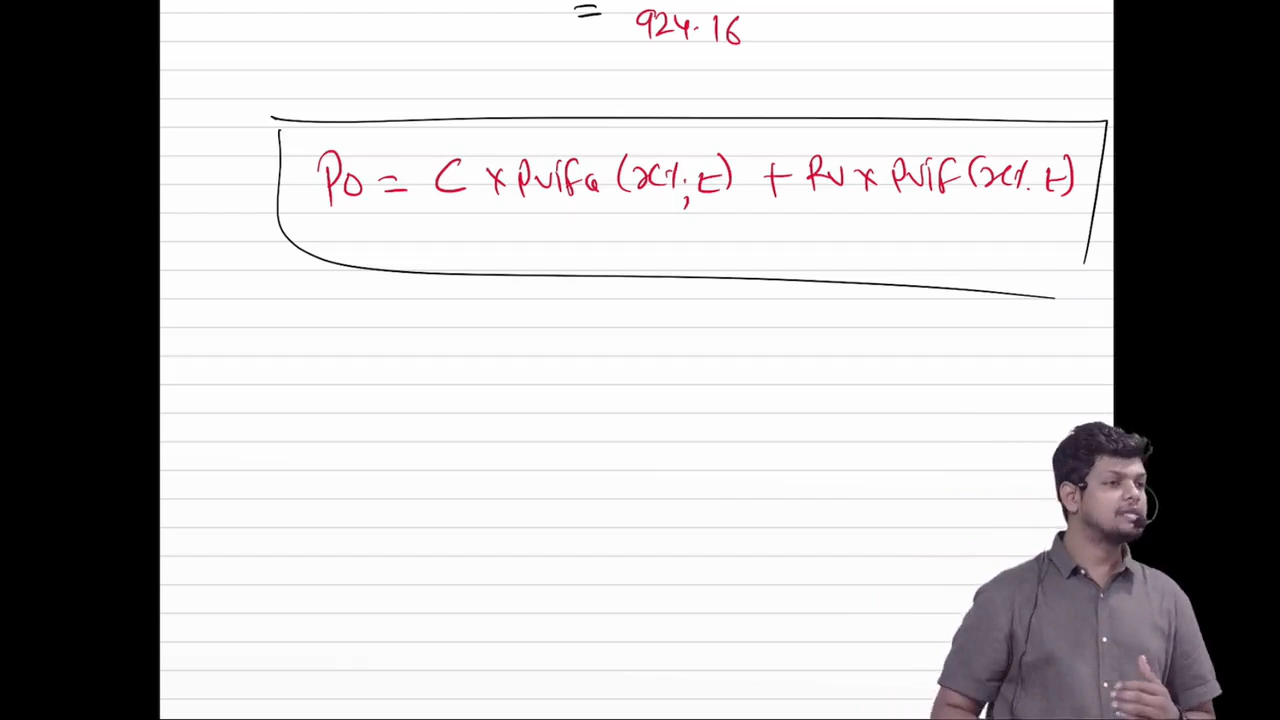 = 924.16
P0 = C x Pvifa (x%, t) + RV x Pvif (x%. t)